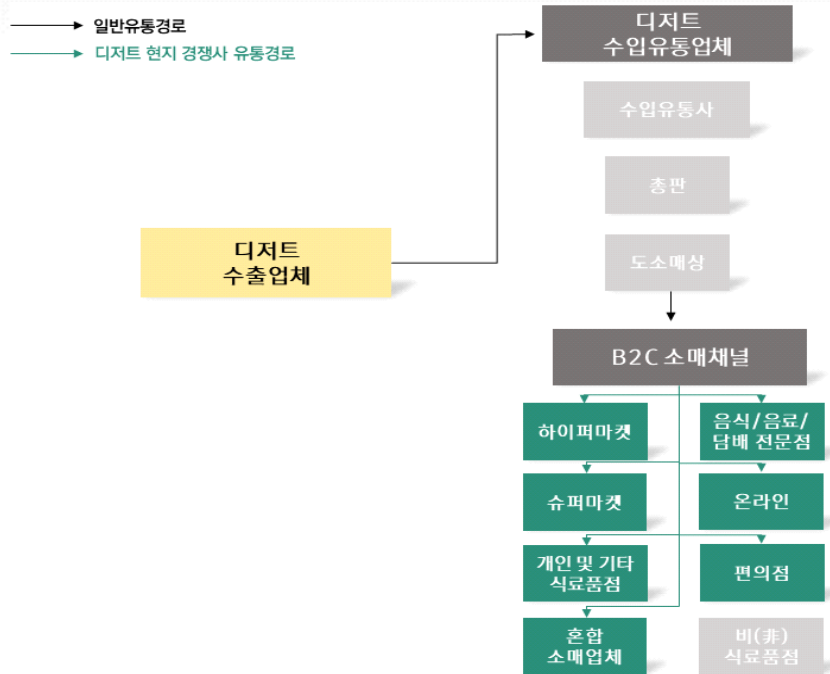 일반유통경로
디저트 현지 경쟁사 유통경로
디저트
수입유통업체
수입유통사
총판
도소매상
디저트
수출업체
B2C 소매채널
하이퍼마켓
음식/음료/
담배 전문점
슈퍼마켓
온라인
개인 및 기타
식료품점
편의점
혼합
소매업체
비(非)
식료품점